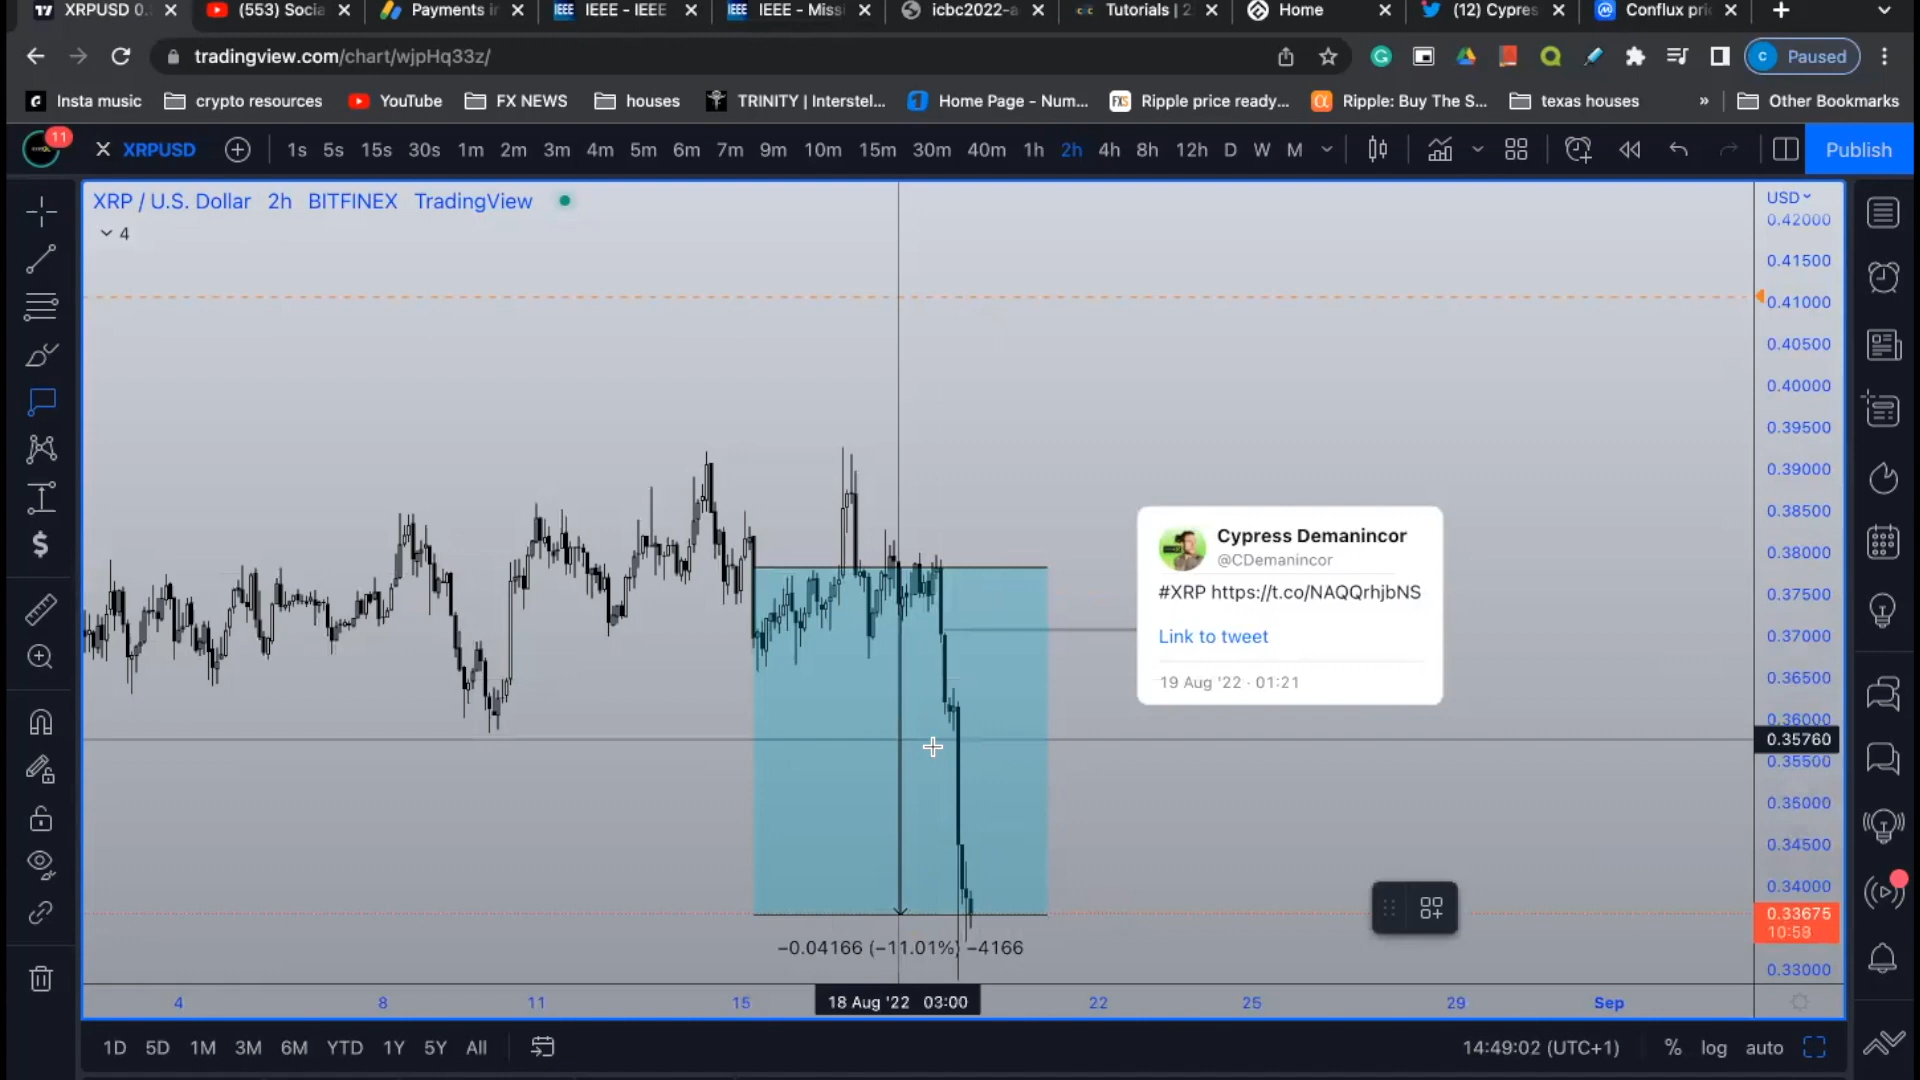 XRPUSD 0.
(553) Socia
Payments in
IEEE - IEEE
IEEE - Missi
icbc2022-a
Tutorials | 2
Home
(12) Cypres
Conflux pri
tradingview.com/chart/wjpHq33z/
Paused
Insta music
crypto resources
YouTube
FX NEWS
houses
TRINITY | Interstel...
Home Page - Num...
Ripple price ready...
Ripple: Buy The S...
texas houses
»
Other Bookmarks
11
XRPUSD
1s 5s 15s 30s 1m 2m 3m 4m 5m 6m 7m 9m 10m 15m 30m 40m 1h 2h 4h 8h 12h D W M
Publish
XRP / U.S. Dollar 2h BITFINEX TradingView
4
USD
0.42000
0.41500
0.41000
0.40500
0.40000
0.39500
0.39000
0.38500
0.38000
0.37500
0.37000
0.36500
0.36000
0.35760
0.35500
0.35000
0.34500
0.34000
0.33675
10:59
0.33000
Cypress Demanincor
@CDemanincor
#XRP https://t.co/NAQQrhjbNS
Link to tweet
19 Aug '22 · 01:21
−0.04166 (−11.01%) −4166
4 8 11 15 18 Aug '22 03:00 22 25 29 Sep
1D 5D 1M 3M 6M YTD 1Y 5Y All
14:49:02 (UTC+1) % log auto